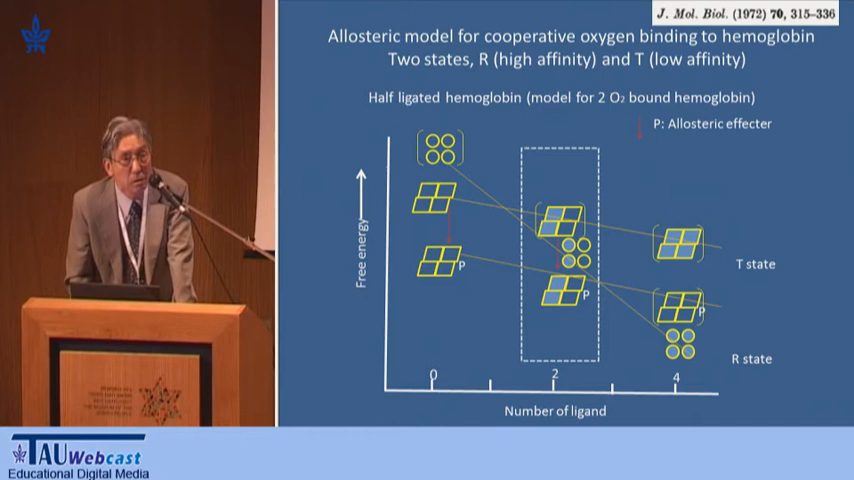 J. Mol. Biol. (1972) 70, 315–336
Allosteric model for cooperative oxygen binding to hemoglobin
Two states, R (high affinity) and T (low affinity)
Half ligated hemoglobin (model for 2 O₂ bound hemoglobin)
P: Allosteric effecter
Free energy
P
P
P
T state
R state
0
2
4
Number of ligand
TAU Webcast
Educational Digital Media